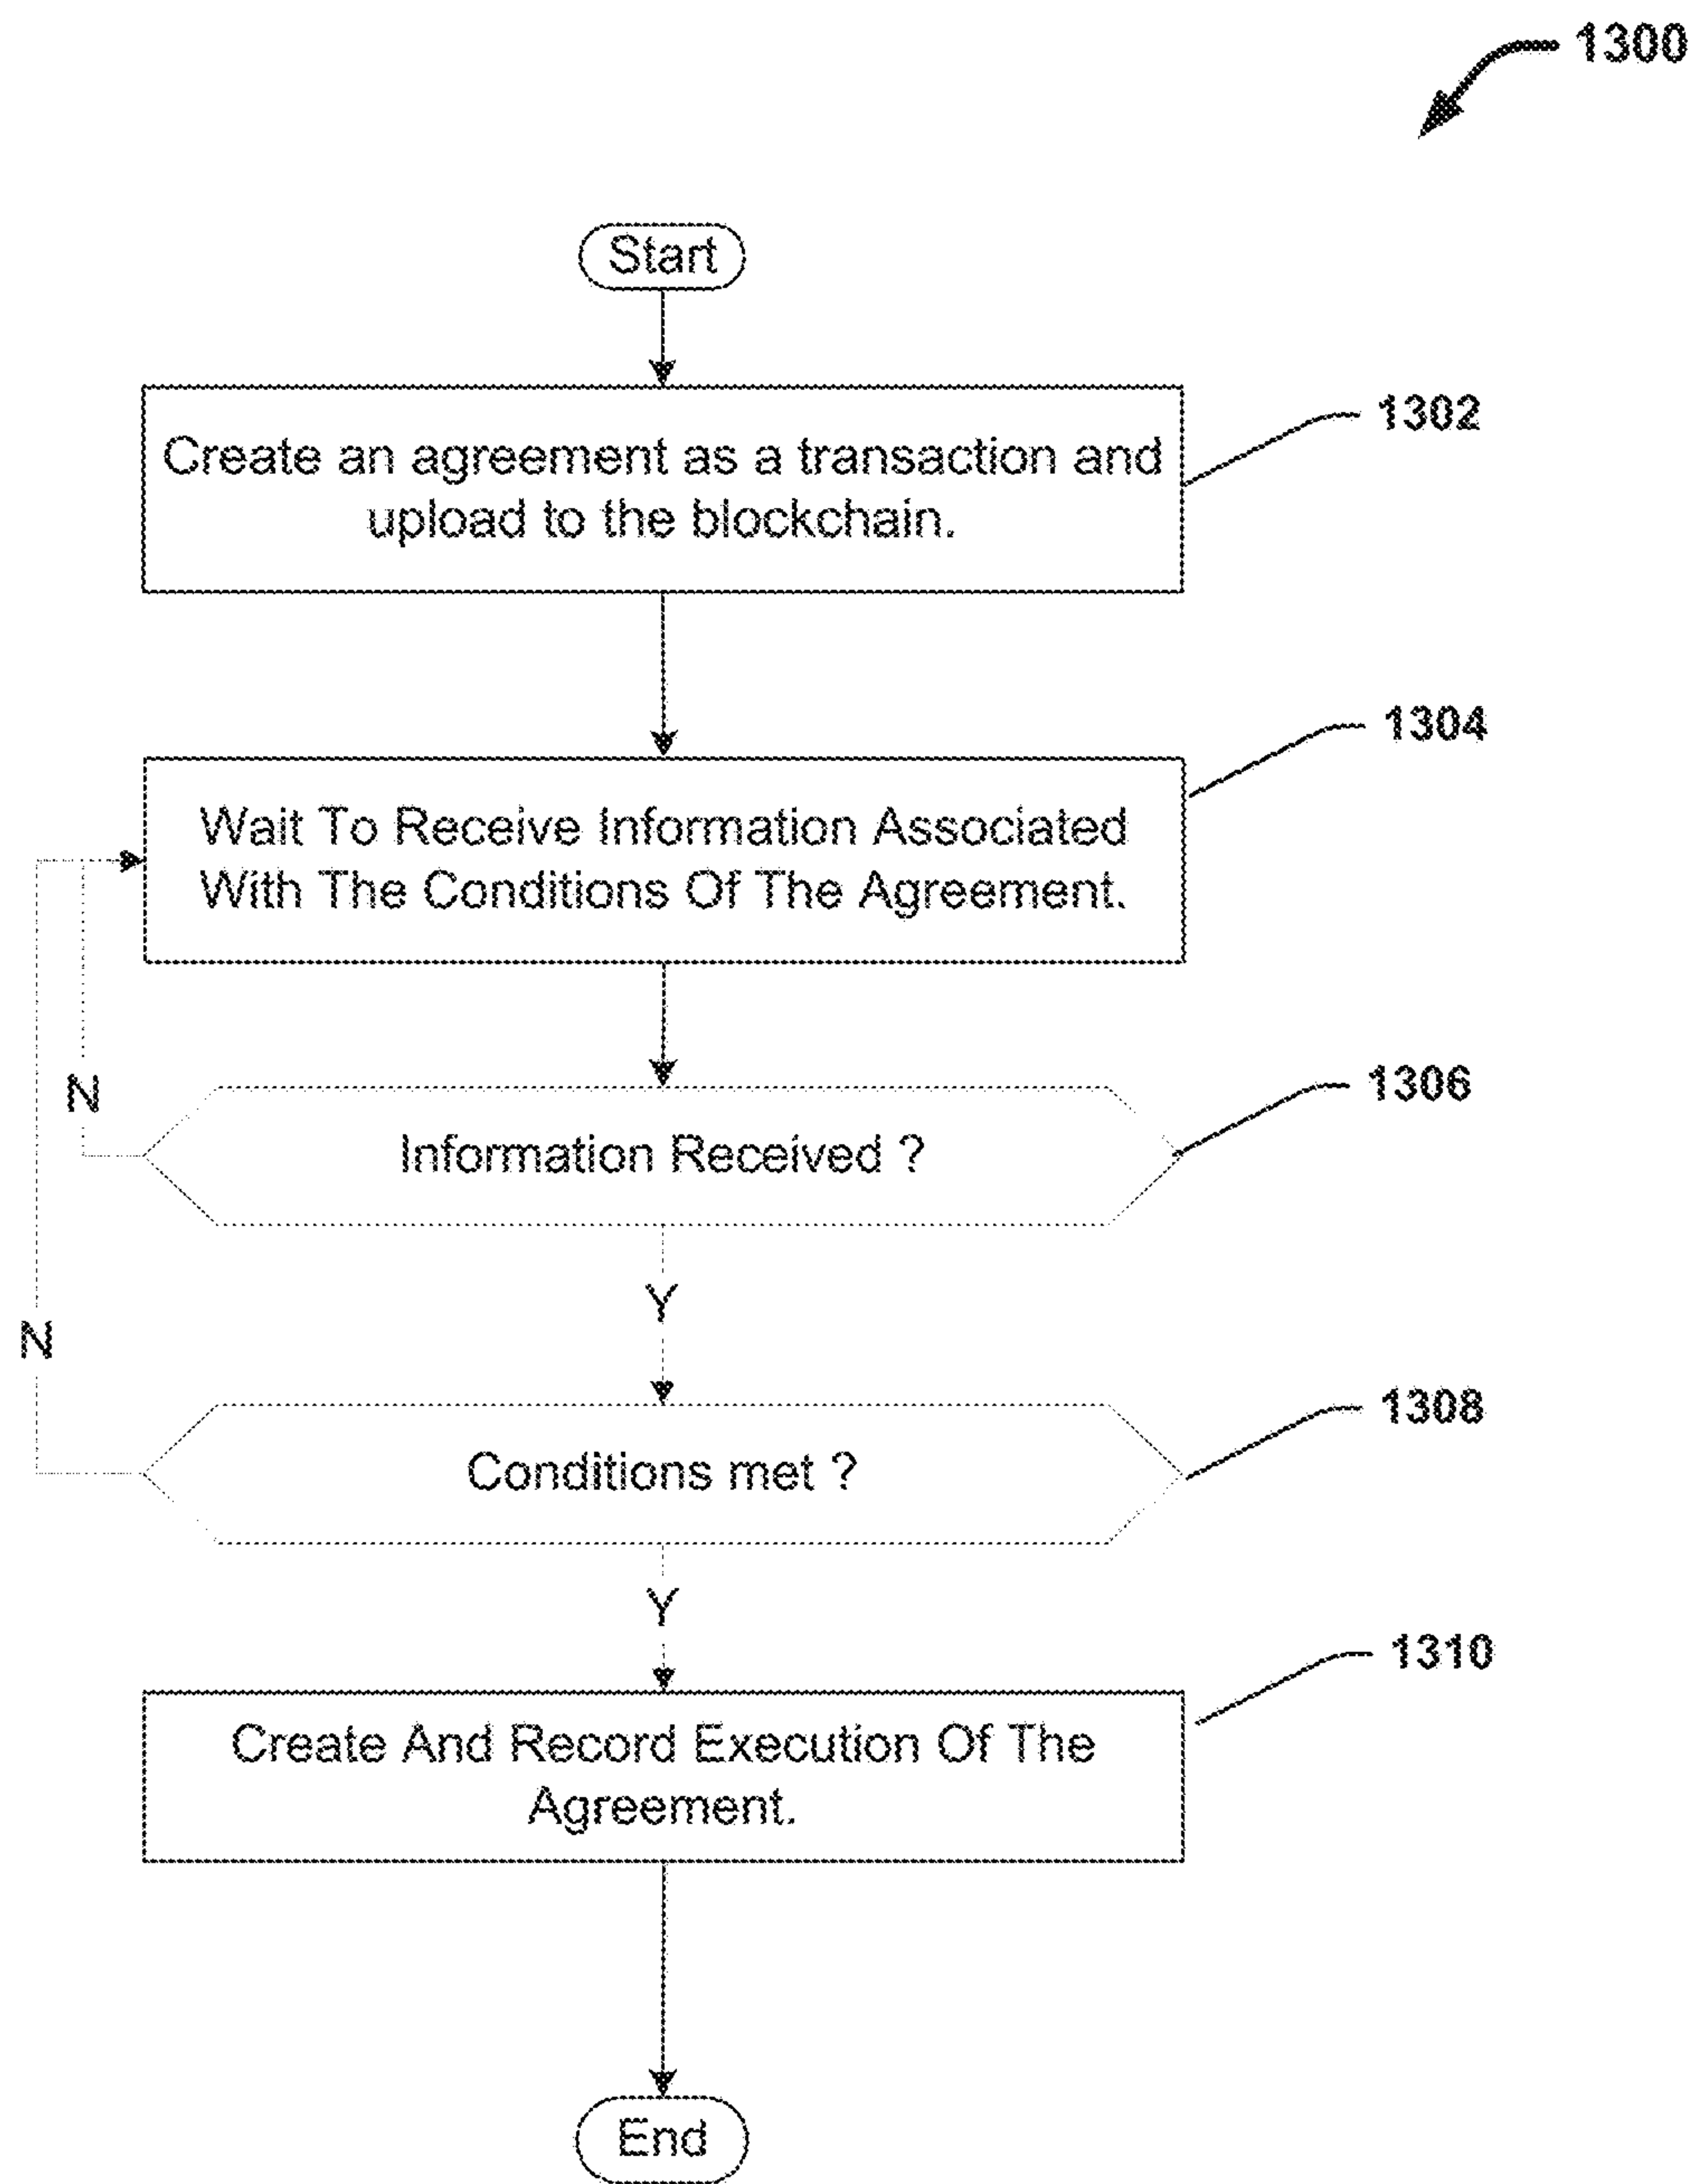 1300
Start
1302
Create an agreement as a transaction and
upload to the blockchain.
1304
Wait To Receive Information Associated
With The Conditions Of The Agreement.
N
1306
Information Received ?
Y
N
1308
Conditions met ?
Y
1310
Create And Record Execution Of The
Agreement.
End